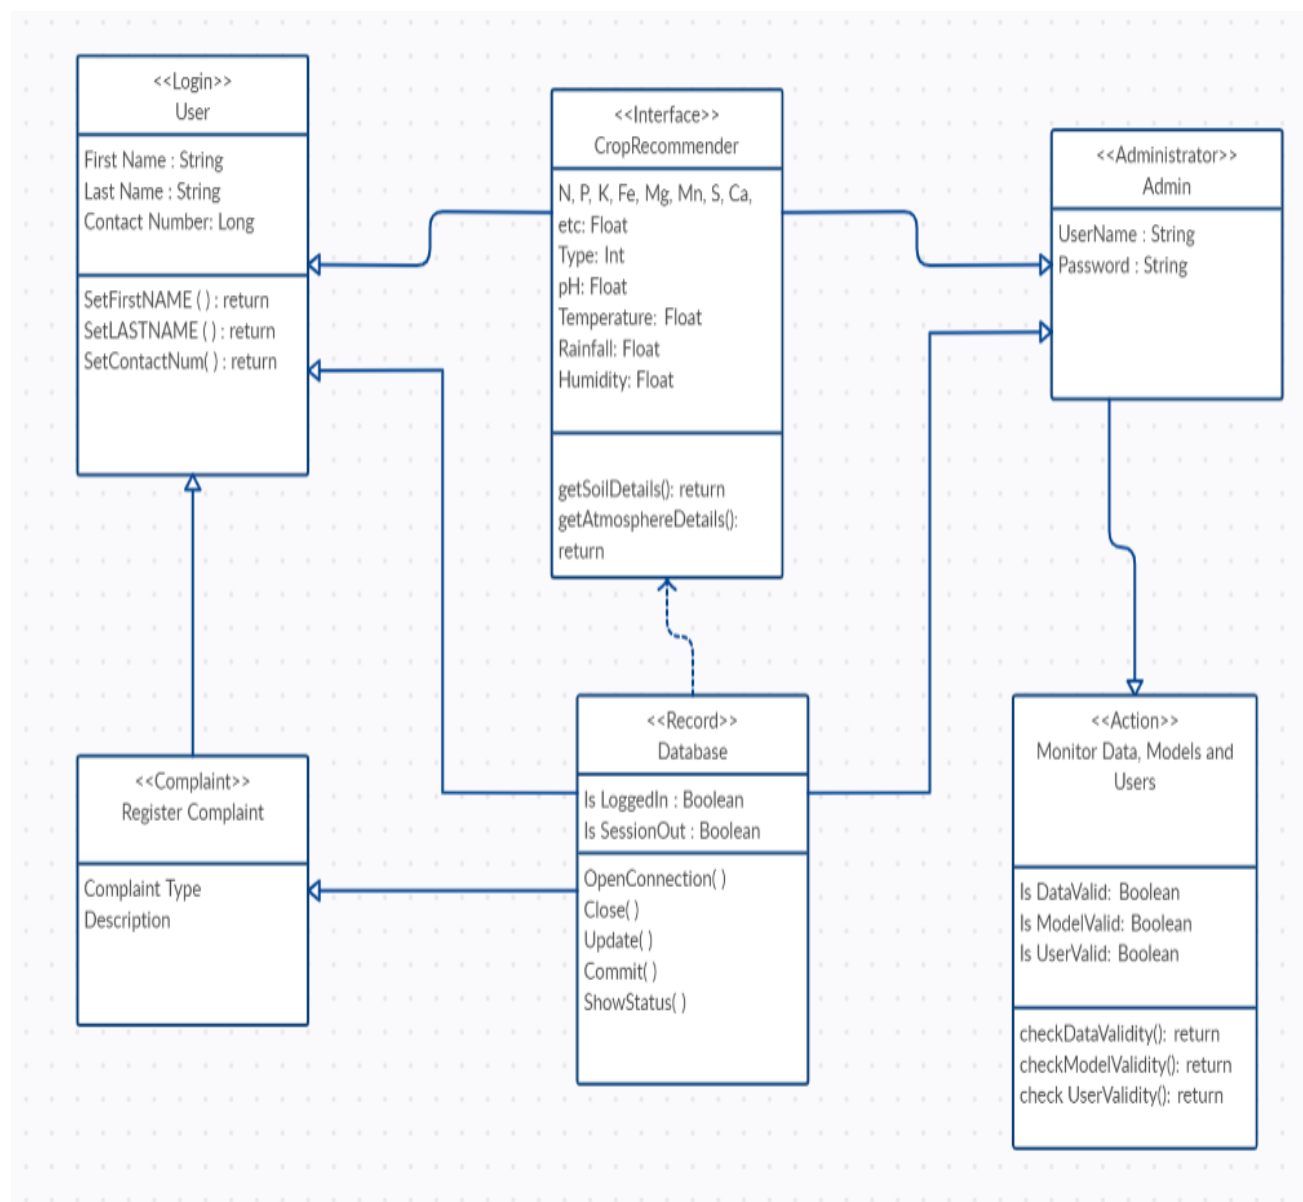 <<Login>>
User
First Name : String
Last Name : String
Contact Number: Long
SetFirstNAME ( ) : return
SetLASTNAME ( ) : return
SetContactNum( ) : return
<<Interface>>
CropRecommender
N, P, K, Fe, Mg, Mn, S, Ca,
etc: Float
Type: Int
pH: Float
Temperature: Float
Rainfall: Float
Humidity: Float
getSoilDetails(): return
getAtmosphereDetails():
return
<<Administrator>>
Admin
UserName : String
Password : String
<<Complaint>>
Register Complaint
Complaint Type
Description
<<Record>>
Database
Is LoggedIn : Boolean
Is SessionOut : Boolean
OpenConnection( )
Close( )
Update( )
Commit( )
ShowStatus( )
<<Action>>
Monitor Data, Models and
Users
Is DataValid: Boolean
Is ModelValid: Boolean
Is UserValid: Boolean
checkDataValidity(): return
checkModelValidity(): return
check UserValidity(): return